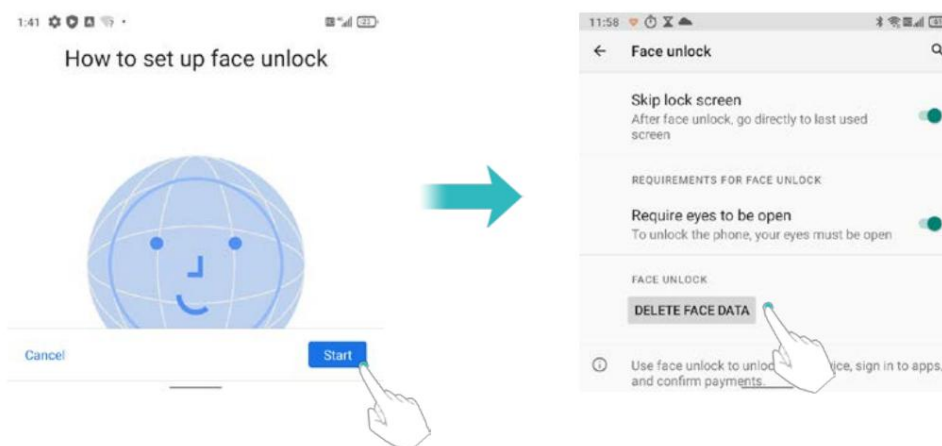 1:41
How to set up face unlock
Cancel
Start
11:58
Face unlock
Skip lock screen
After face unlock, go directly to last used
screen
REQUIREMENTS FOR FACE UNLOCK
Require eyes to be open
To unlock the phone, your eyes must be open
FACE UNLOCK
DELETE FACE DATA
Use face unlock to unloc ice, sign in to apps,
and confirm payments.